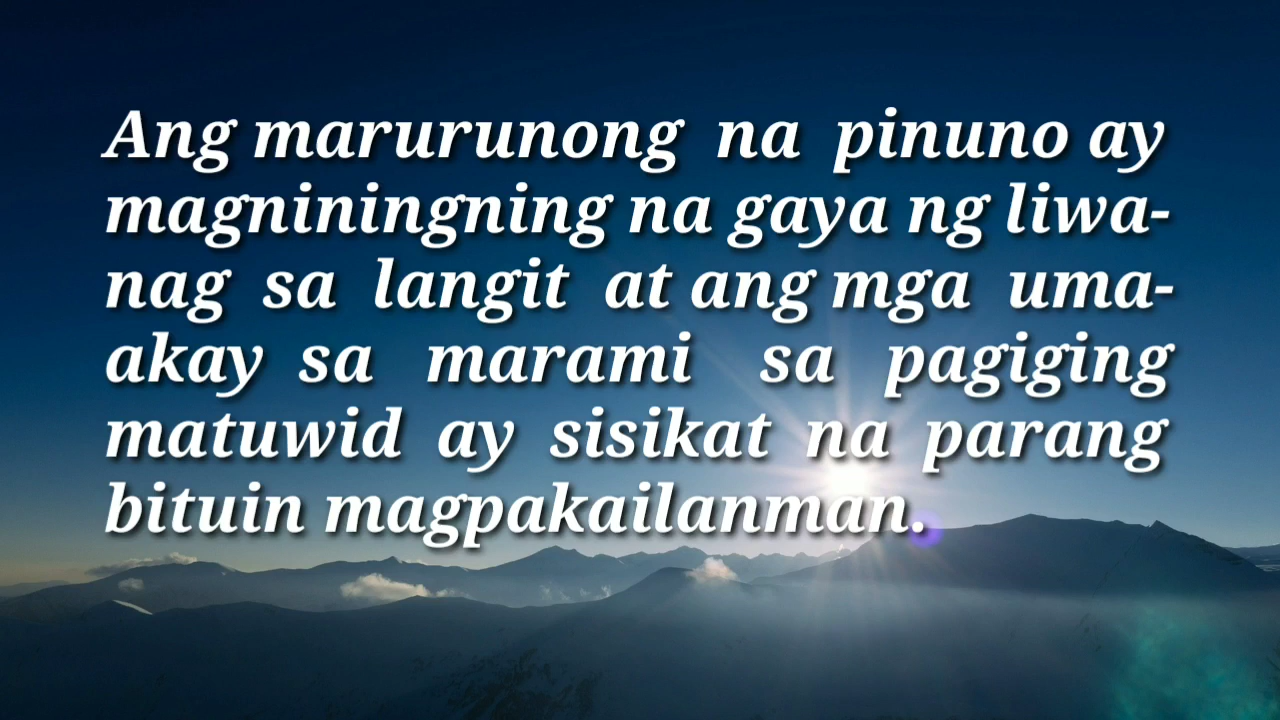 Ang marurunong na pinuno ay
magniningning na gaya ng liwa-
nag sa langit at ang mga uma-
akay sa marami sa pagiging
matuwid ay sisikat na parang
bituin magpakailanman.